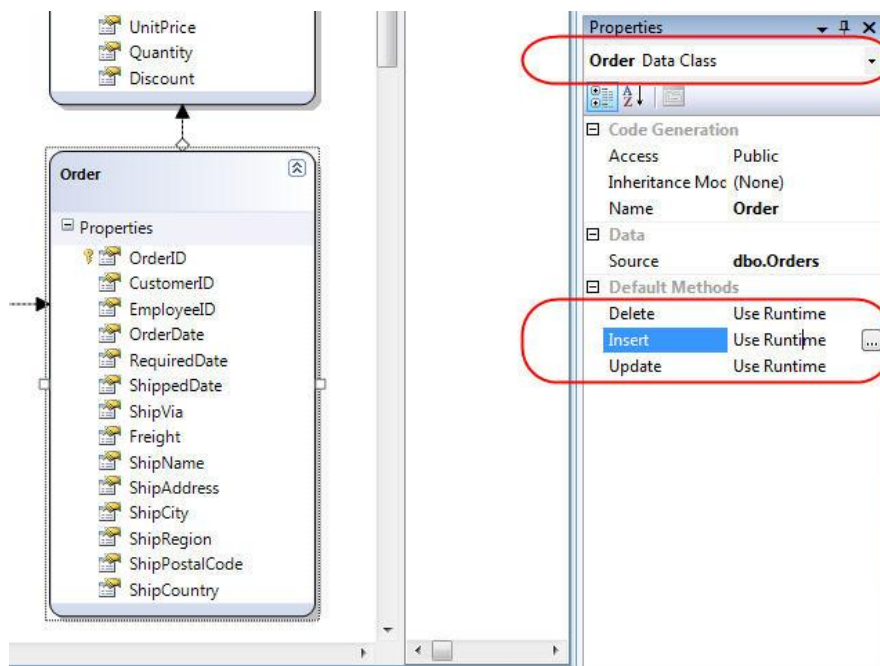 UnitPrice
Quantity
Discount
Order
Properties
OrderID
CustomerID
EmployeeID
OrderDate
RequiredDate
ShippedDate
ShipVia
Freight
ShipName
ShipAddress
ShipCity
ShipRegion
ShipPostalCode
ShipCountry
Properties
Order Data Class
Code Generation
Access Public
Inheritance Moc (None)
Name Order
Data
Source dbo.Orders
Default Methods
Delete Use Runtime
Insert Use Runtime ...
Update Use Runtime